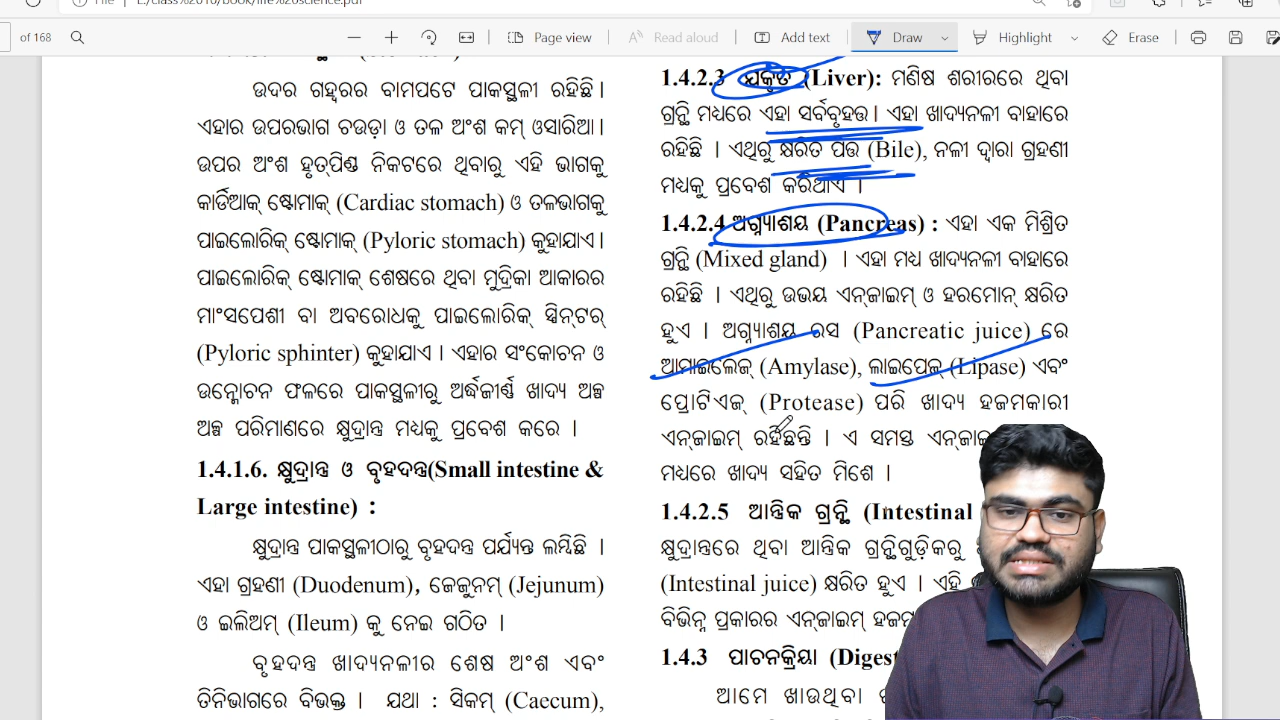 File
E:/class%2010/book/life%20science.pdf
of 168
Page view
Read aloud
Add text
Draw
Highlight
Erase
ଉଦର ଗହ୍ୱରର ବାମପଟେ ପାକସ୍ଥଳୀ ରହିଛି।
ଏହାର ଉପରଭାଗ ଚଉଡ଼ା ଓ ତଳ ଅଂଶ କମ୍ ଓସାରିଆ।
ଉପର ଅଂଶ ହୃତ୍‌ପିଣ୍ଡ ନିକଟରେ ଥିବାରୁ ଏହି ଭାଗକୁ
କାର୍ଡିଆକ୍ ଷ୍ଟୋମାକ୍ (Cardiac stomach) ଓ ତଳଭାଗକୁ
ପାଇଲୋରିକ୍ ଷ୍ଟୋମାକ୍ (Pyloric stomach) କୁହାଯାଏ।
ପାଇଲୋରିକ୍ ଷ୍ଟୋମାକ୍ ଶେଷରେ ଥିବା ମୁଦ୍ରିକା ଆକାରର
ମାଂସପେଶୀ ବା ଅବରୋଧକୁ ପାଇଲୋରିକ୍ ସ୍ପିନ୍‌ଟର୍
(Pyloric sphinter) କୁହାଯାଏ । ଏହାର ସଂକୋଚନ ଓ
ଉନ୍ମୋଚନ ଫଳରେ ପାକସ୍ଥଳୀରୁ ଅର୍ଦ୍ଧଜୀର୍ଣ୍ଣ ଖାଦ୍ୟ ଅଳ୍ପ
ଅଳ୍ପ ପରିମାଣରେ କ୍ଷୁଦ୍ରାନ୍ତ୍ର ମଧ୍ୟକୁ ପ୍ରବେଶ କରେ ।
1.4.1.6. କ୍ଷୁଦ୍ରାନ୍ତ୍ର ଓ ବୃହଦନ୍ତ୍ର(Small intestine &
Large intestine) :
କ୍ଷୁଦ୍ରାନ୍ତ୍ର ପାକସ୍ଥଳୀଠାରୁ ବୃହଦନ୍ତ୍ର ପର୍ଯ୍ୟନ୍ତ ଲମ୍ବିଛି ।
ଏହା ଗ୍ରହଣୀ (Duodenum), ଜେଜୁନମ୍ (Jejunum)
ଓ ଇଲିଅମ୍ (Ileum) କୁ ନେଇ ଗଠିତ ।
ବୃହଦନ୍ତ୍ର ଖାଦ୍ୟନଳୀର ଶେଷ ଅଂଶ ଏବଂ
ତିନିଭାଗରେ ବିଭକ୍ତ । ଯଥା : ସିକମ୍ (Caecum),
1.4.2.3 ଯକୃତ (Liver): ମଣିଷ ଶରୀରରେ ଥିବା
ଗ୍ରନ୍ଥି ମଧ୍ୟରେ ଏହା ସର୍ବବୃହତ୍ତ। ଏହା ଖାଦ୍ୟନଳୀ ବାହାରେ
ରହିଛି । ଏଥିରୁ କ୍ଷରିତ ପିତ୍ତ (Bile), ନଳୀ ଦ୍ୱାରା ଗ୍ରହଣୀ
ମଧ୍ୟକୁ ପ୍ରବେଶ କରିଥାଏ ।
1.4.2.4 ଅଗ୍ନ୍ୟାଶୟ (Pancreas) : ଏହା ଏକ ମିଶ୍ରିତ
ଗ୍ରନ୍ଥି (Mixed gland) । ଏହା ମଧ୍ୟ ଖାଦ୍ୟନଳୀ ବାହାରେ
ରହିଛି । ଏଥିରୁ ଉଭୟ ଏନ୍‌ଜାଇମ୍ ଓ ହରମୋନ୍ କ୍ଷରିତ
ହୁଏ । ଅଗ୍ନ୍ୟାଶୟ ରସ (Pancreatic juice) ରେ
ଆମାଇଲେଜ୍ (Amylase), ଲାଇପେଜ୍ (Lipase) ଏବଂ
ପ୍ରୋଟିଏଜ୍ (Protease) ପରି ଖାଦ୍ୟ ହଜମକାରୀ
ଏନ୍‌ଜାଇମ୍ ରହିଛନ୍ତି । ଏ ସମସ୍ତ
ମଧ୍ୟରେ ଖାଦ୍ୟ ସହିତ ମିଶେ ।
1.4.2.5 ଆନ୍ତ୍ରିକ ଗ୍ରନ୍ଥି (Intestinal
କ୍ଷୁଦ୍ରାନ୍ତ୍ରରେ ଥିବା ଆନ୍ତ୍ରିକ ଗ୍ରନ୍ଥିଗୁଡ଼ିକରୁ
(Intestinal juice) କ୍ଷରିତ ହୁଏ । ଏହି
ବିଭିନ୍ନ ପ୍ରକାରର ଏନ୍‌ଜାଇମ୍
1.4.3 ପାଚନକ୍ରିୟା
ଆମେ ଖାଉଥିବା